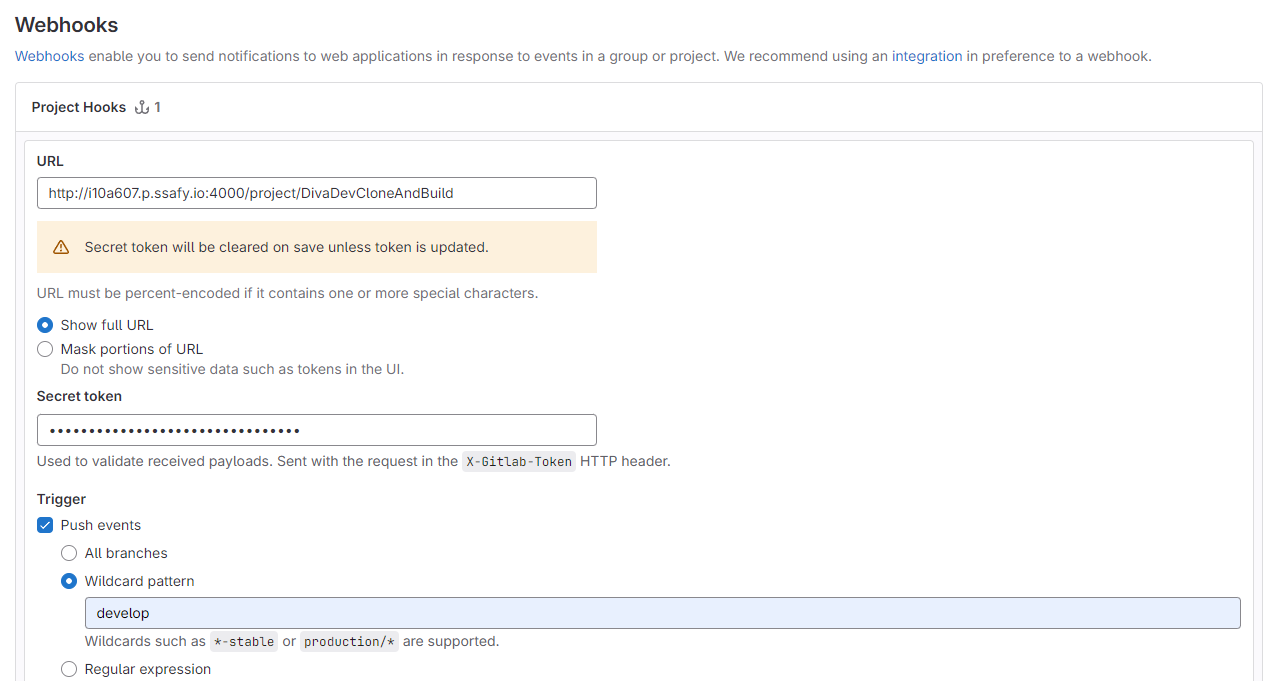 Webhooks
Webhooks enable you to send notifications to web applications in response to events in a group or project. We recommend using an integration in preference to a webhook.
Project Hooks 1
URL
http://i10a607.p.ssafy.io:4000/project/DivaDevCloneAndBuild
Secret token will be cleared on save unless token is updated.
URL must be percent-encoded if it contains one or more special characters.
Show full URL
Mask portions of URL
Do not show sensitive data such as tokens in the UI.
Secret token
••••••••••••••••••••••••••••••••
Used to validate received payloads. Sent with the request in the X-Gitlab-Token HTTP header.
Trigger
Push events
All branches
Wildcard pattern
develop
Wildcards such as *-stable or production/* are supported.
Regular expression